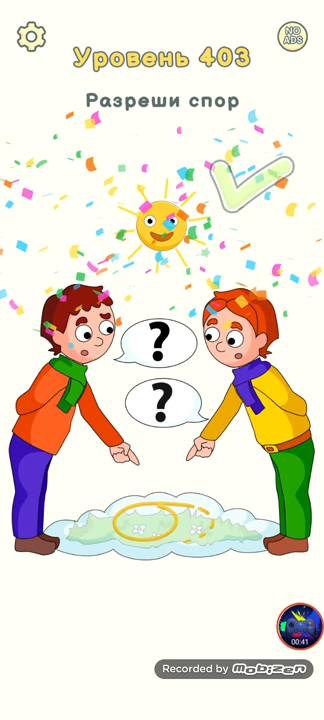 Уровень 403
NO
ADS
Разреши спор
?
?
00:41
Recorded by mobizen